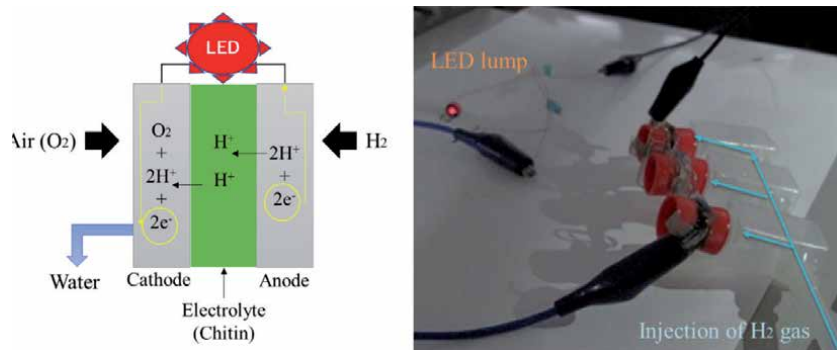 LED
Air (O2)
H2
O2
+
2H+
+
2e-
H+
H+
2H+
+
2e-
Water
Cathode
Anode
Electrolyte
(Chitin)
LED lump
Injection of H2 gas